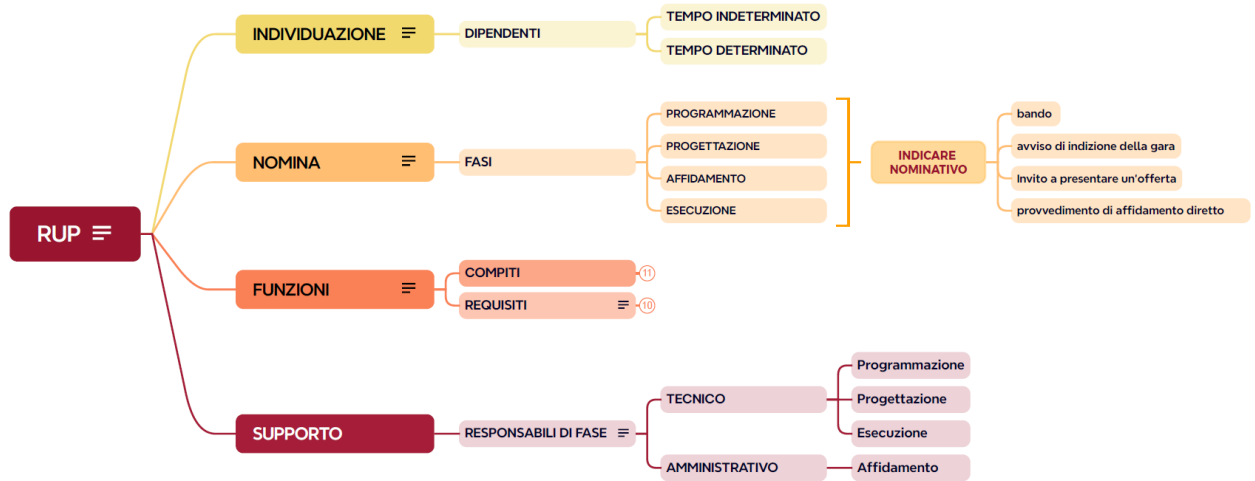 RUP
INDIVIDUAZIONE
DIPENDENTI
TEMPO INDETERMINATO
TEMPO DETERMINATO
NOMINA
FASI
PROGRAMMAZIONE
PROGETTAZIONE
AFFIDAMENTO
ESECUZIONE
INDICARE
NOMINATIVO
bando
avviso di indizione della gara
Invito a presentare un'offerta
provvedimento di affidamento diretto
FUNZIONI
COMPITI
11
REQUISITI
10
SUPPORTO
RESPONSABILI DI FASE
TECNICO
Programmazione
Progettazione
Esecuzione
AMMINISTRATIVO
Affidamento